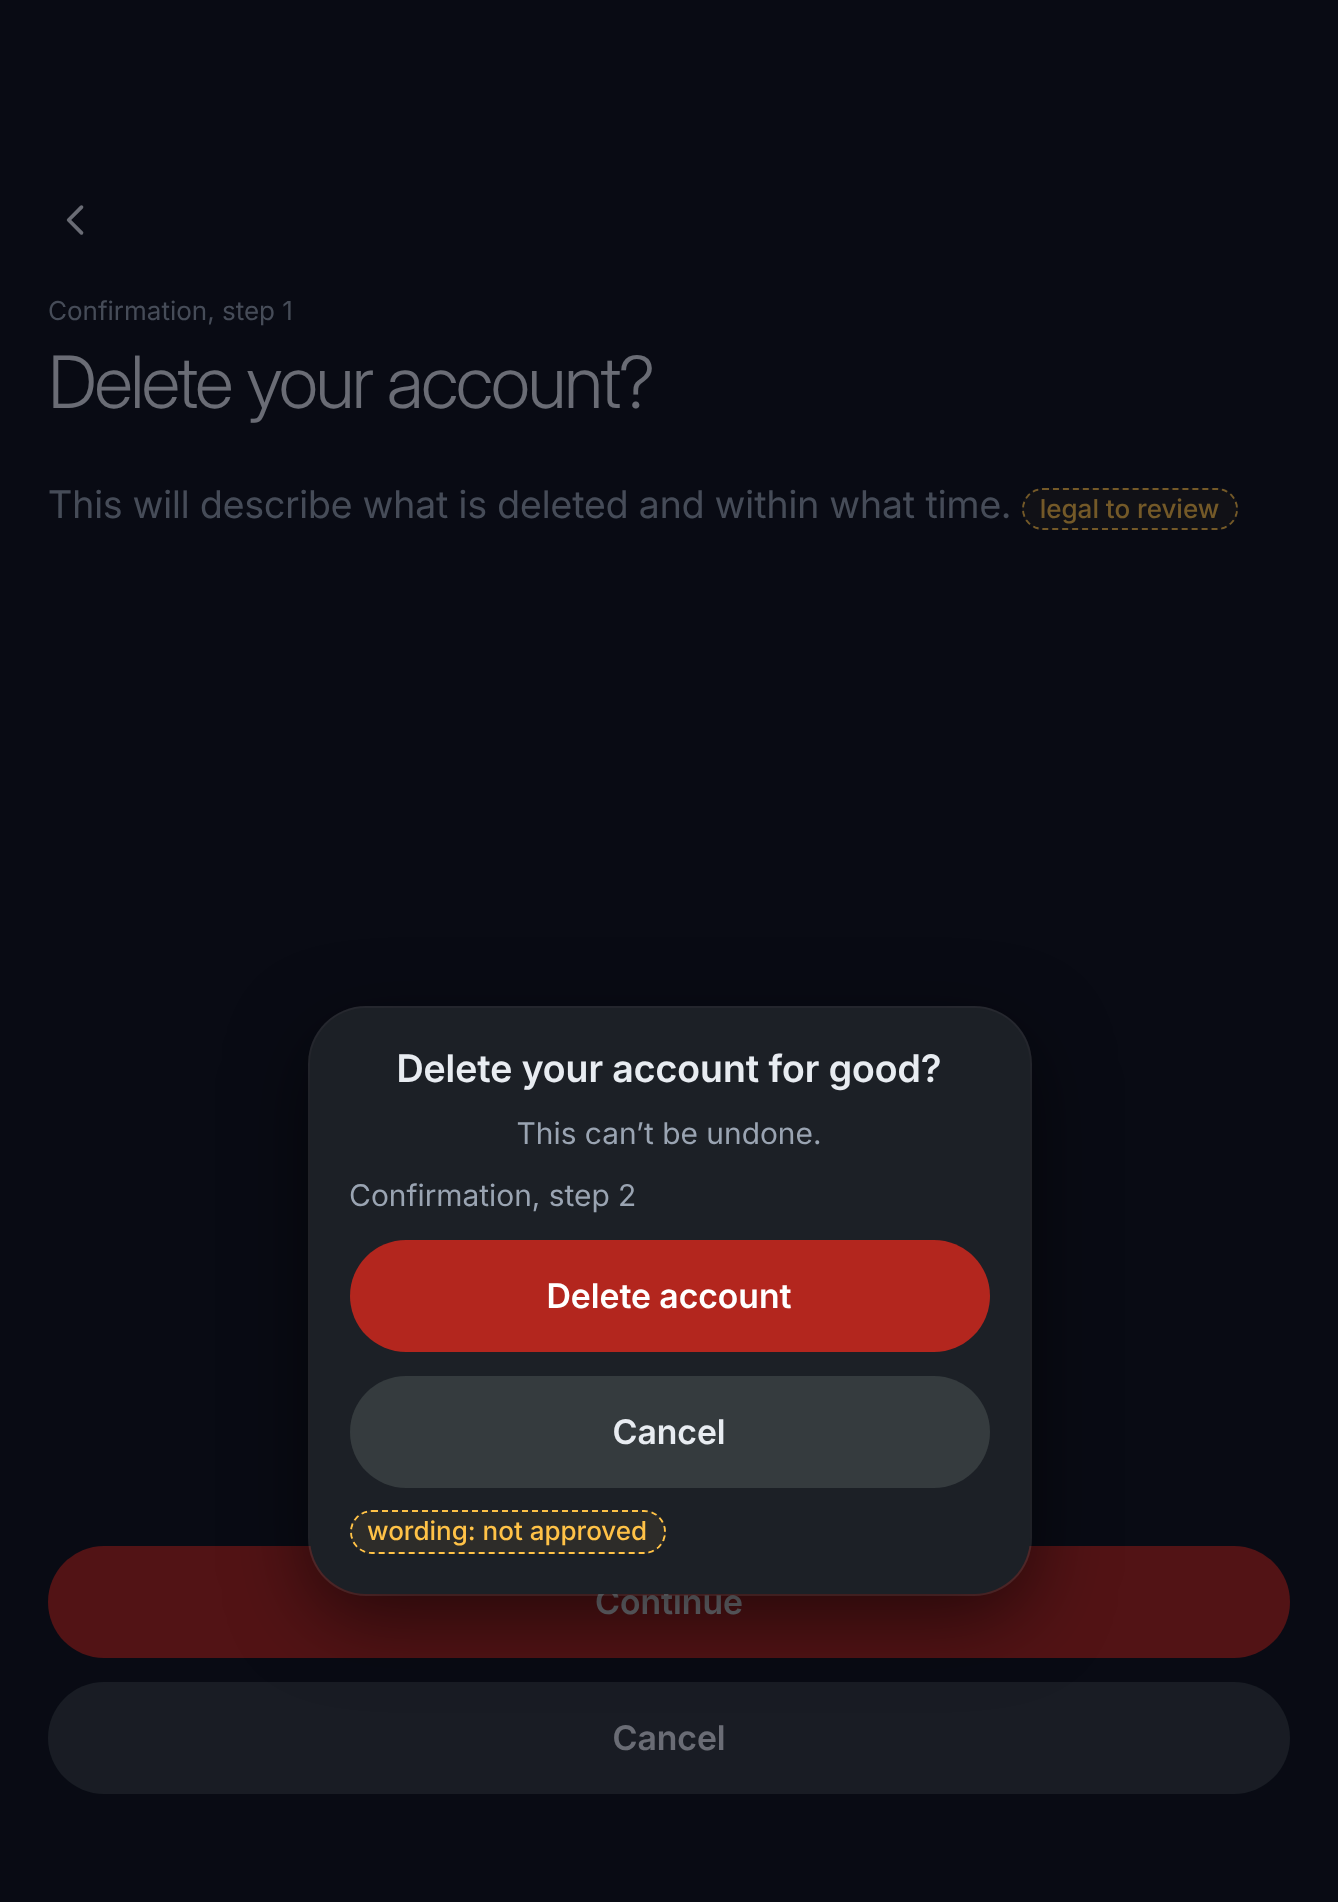 Confirmation, step 1
Delete your account?
This will describe what is deleted and within what time. legal to review
Delete your account for good?
This can’t be undone.
Confirmation, step 2
Delete account
Cancel
wording: not approved
Continue
Cancel